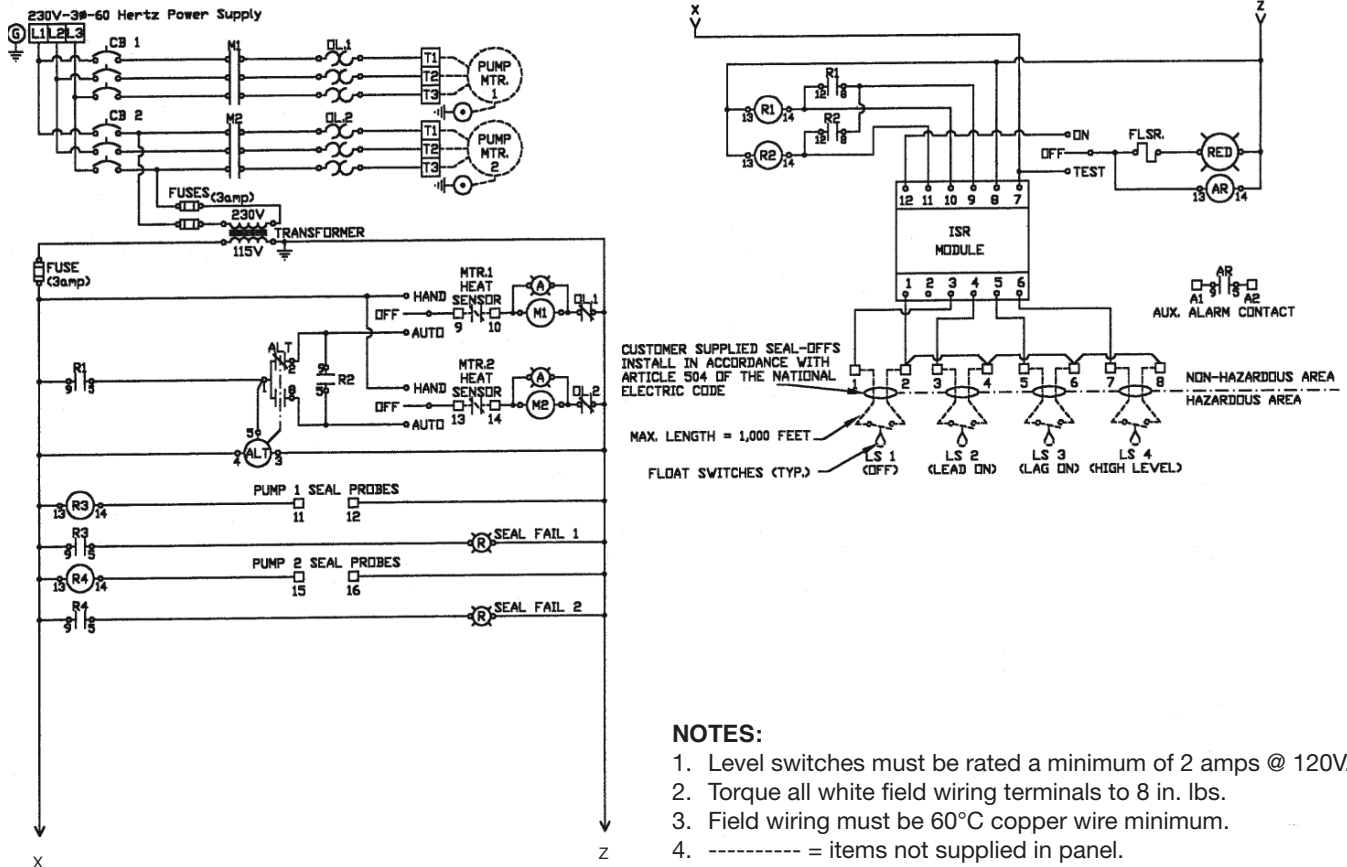 230V-3ø-60 Hertz Power Supply
G L1 L2 L3
CB 1
M1
OL1
T1
T2
T3
PUMP
MTR.
1
CB 2
M2
OL2
T1
T2
T3
PUMP
MTR.
2
FUSES (3amp)
230V
TRANSFORMER
115V
FUSE
(3amp)
MTR.1
HEAT
SENSOR
HAND
OFF
AUTO
9 10
A
M1
OL1
ALT
R1
9 5
1
8
5
9
5
R2
MTR.2
HEAT
SENSOR
HAND
OFF
AUTO
13 14
A
M2
OL2
5
4 ALT 3
PUMP 1 SEAL PROBES
13 R3 14
11 12
R3
9 5
R SEAL FAIL 1
PUMP 2 SEAL PROBES
13 R4 14
15 16
R4
9 5
R SEAL FAIL 2
X Z
X Z
R1
12 8
13 R1 14
R2
12 8
13 R2 14
ON
OFF
TEST
FLSR.
RED
13 AR 14
12 11 10 9 8 7
ISR
MODULE
1 2 3 4 5 6
AR
A1 9 5 A2
AUX. ALARM CONTACT
CUSTOMER SUPPLIED SEAL-OFFS
INSTALL IN ACCORDANCE WITH
ARTICLE 504 OF THE NATIONAL
ELECTRIC CODE
1 2 3 4 5 6 7 8
NON-HAZARDOUS AREA
HAZARDOUS AREA
MAX. LENGTH = 1,000 FEET
FLOAT SWITCHES (TYP.)
LS 1 LS 2 LS 3 LS 4
(OFF) (LEAD ON) (LAG ON) (HIGH LEVEL)
NOTES:
1. Level switches must be rated a minimum of 2 amps @ 120V.
2. Torque all white field wiring terminals to 8 in. lbs.
3. Field wiring must be 60°C copper wire minimum.
4. ---------- = items not supplied in panel.